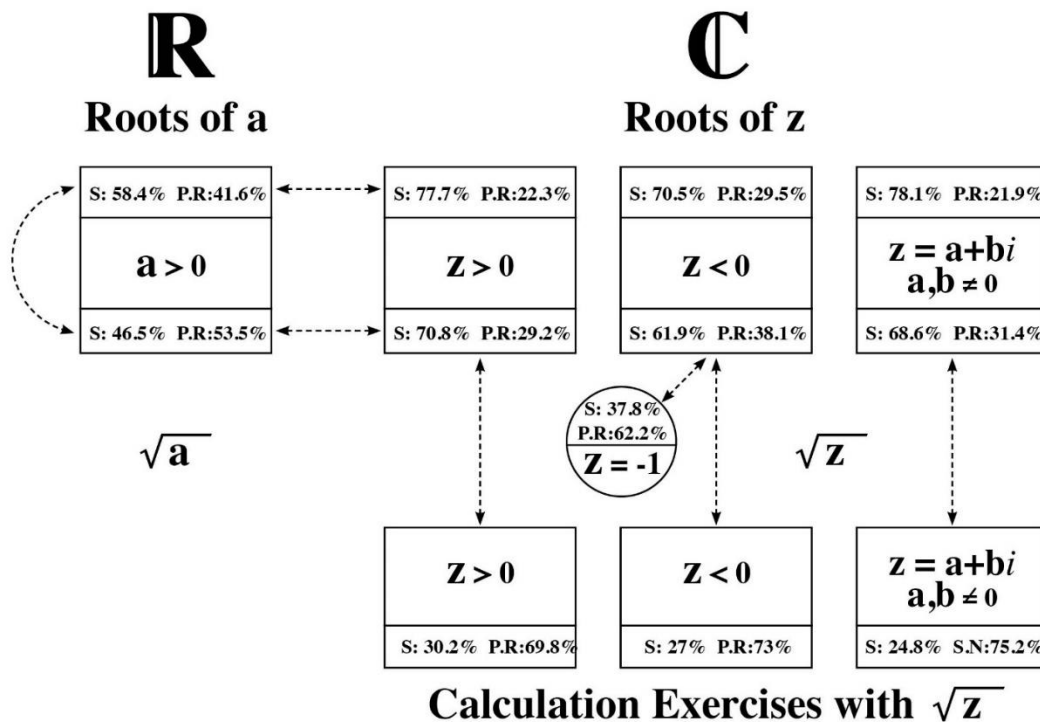 ℝ
ℂ
Roots of a
Roots of z
S: 58.4% P.R:41.6%
S: 77.7% P.R:22.3%
S: 70.5% P.R:29.5%
S: 78.1% P.R:21.9%
a > 0
z > 0
z < 0
z = a+bi
a,b ≠ 0
S: 46.5% P.R:53.5%
S: 70.8% P.R:29.2%
S: 61.9% P.R:38.1%
S: 68.6% P.R:31.4%
S: 37.8%
P.R:62.2%
z = -1
√a
√z
z > 0
z < 0
z = a+bi
a,b ≠ 0
S: 30.2% P.R:69.8%
S: 27% P.R:73%
S: 24.8% S.N:75.2%
Calculation Exercises with √z